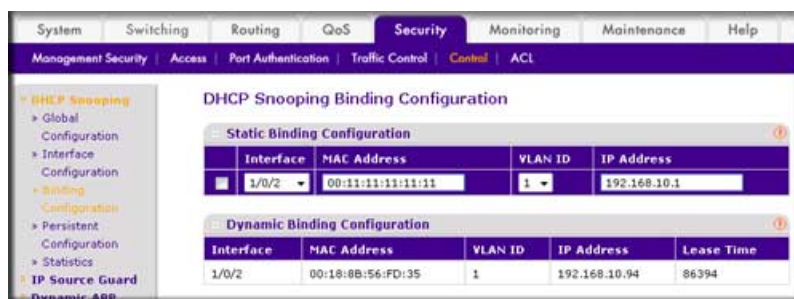 System Switching Routing QoS Security Monitoring Maintenance Help
Management Security | Access | Port Authentication | Traffic Control | Control | ACL
DHCP Snooping
Global
Configuration
Interface
Configuration
Binding
Configuration
Persistent
Configuration
Statistics
IP Source Guard
Dynamic ARP
DHCP Snooping Binding Configuration
Static Binding Configuration
Interface MAC Address VLAN ID IP Address
1/0/2 00:11:11:11:11:11 1 192.168.10.1
Dynamic Binding Configuration
Interface MAC Address VLAN ID IP Address Lease Time
1/0/2 00:18:8B:56:FD:35 1 192.168.10.94 86394